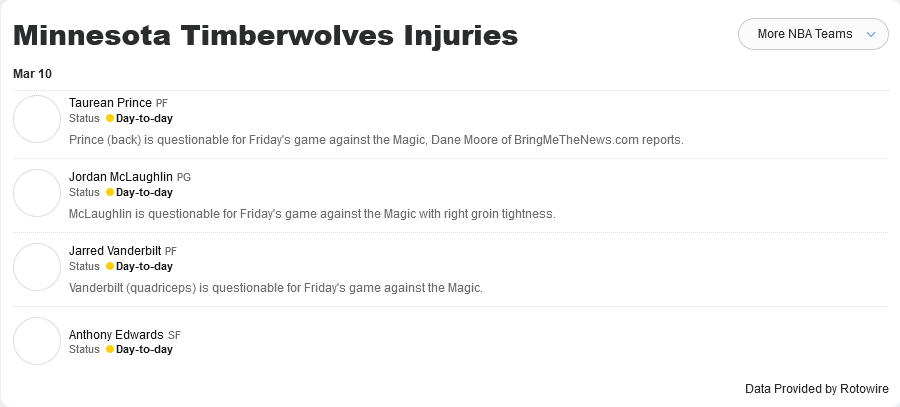 Minnesota Timberwolves Injuries
More NBA Teams
Mar 10
Taurean Prince PF
Status Day-to-day
Prince (back) is questionable for Friday's game against the Magic, Dane Moore of BringMeTheNews.com reports.
Jordan McLaughlin PG
Status Day-to-day
McLaughlin is questionable for Friday's game against the Magic with right groin tightness.
Jarred Vanderbilt PF
Status Day-to-day
Vanderbilt (quadriceps) is questionable for Friday's game against the Magic.
Anthony Edwards SF
Status Day-to-day
Data Provided by Rotowire